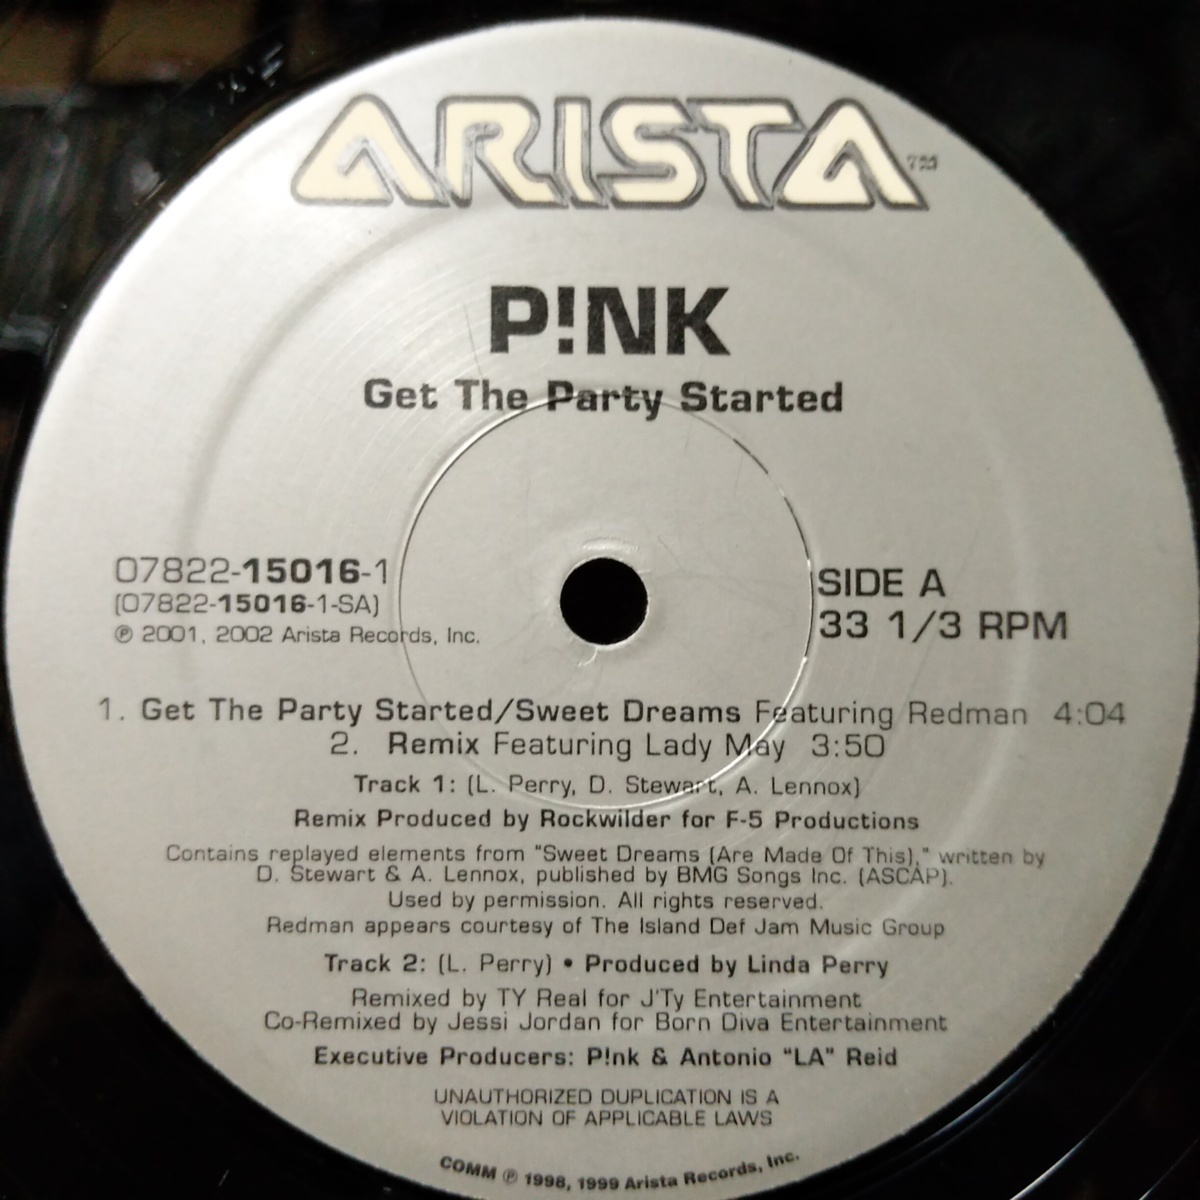 ARISTA™
P!NK
Get The Party Started
07822-15016-1
(07822-15016-1-SA)
℗ 2001, 2002 Arista Records, Inc.
SIDE A
33 1/3 RPM
1. Get The Party Started/Sweet Dreams Featuring Redman 4:04
2. Remix Featuring Lady May 3:50
Track 1: (L. Perry, D. Stewart, A. Lennox)
Remix Produced by Rockwilder for F-5 Productions
Contains replayed elements from "Sweet Dreams (Are Made Of This)," written by
D. Stewart & A. Lennox, published by BMG Songs Inc. (ASCAP).
Used by permission. All rights reserved.
Redman appears courtesy of The Island Def Jam Music Group
Track 2: (L. Perry) • Produced by Linda Perry
Remixed by TY Real for J'Ty Entertainment
Co-Remixed by Jessi Jordan for Born Diva Entertainment
Executive Producers: P!nk & Antonio "LA" Reid
UNAUTHORIZED DUPLICATION IS A
VIOLATION OF APPLICABLE LAWS
COMM ℗ 1998, 1999 Arista Records, Inc.